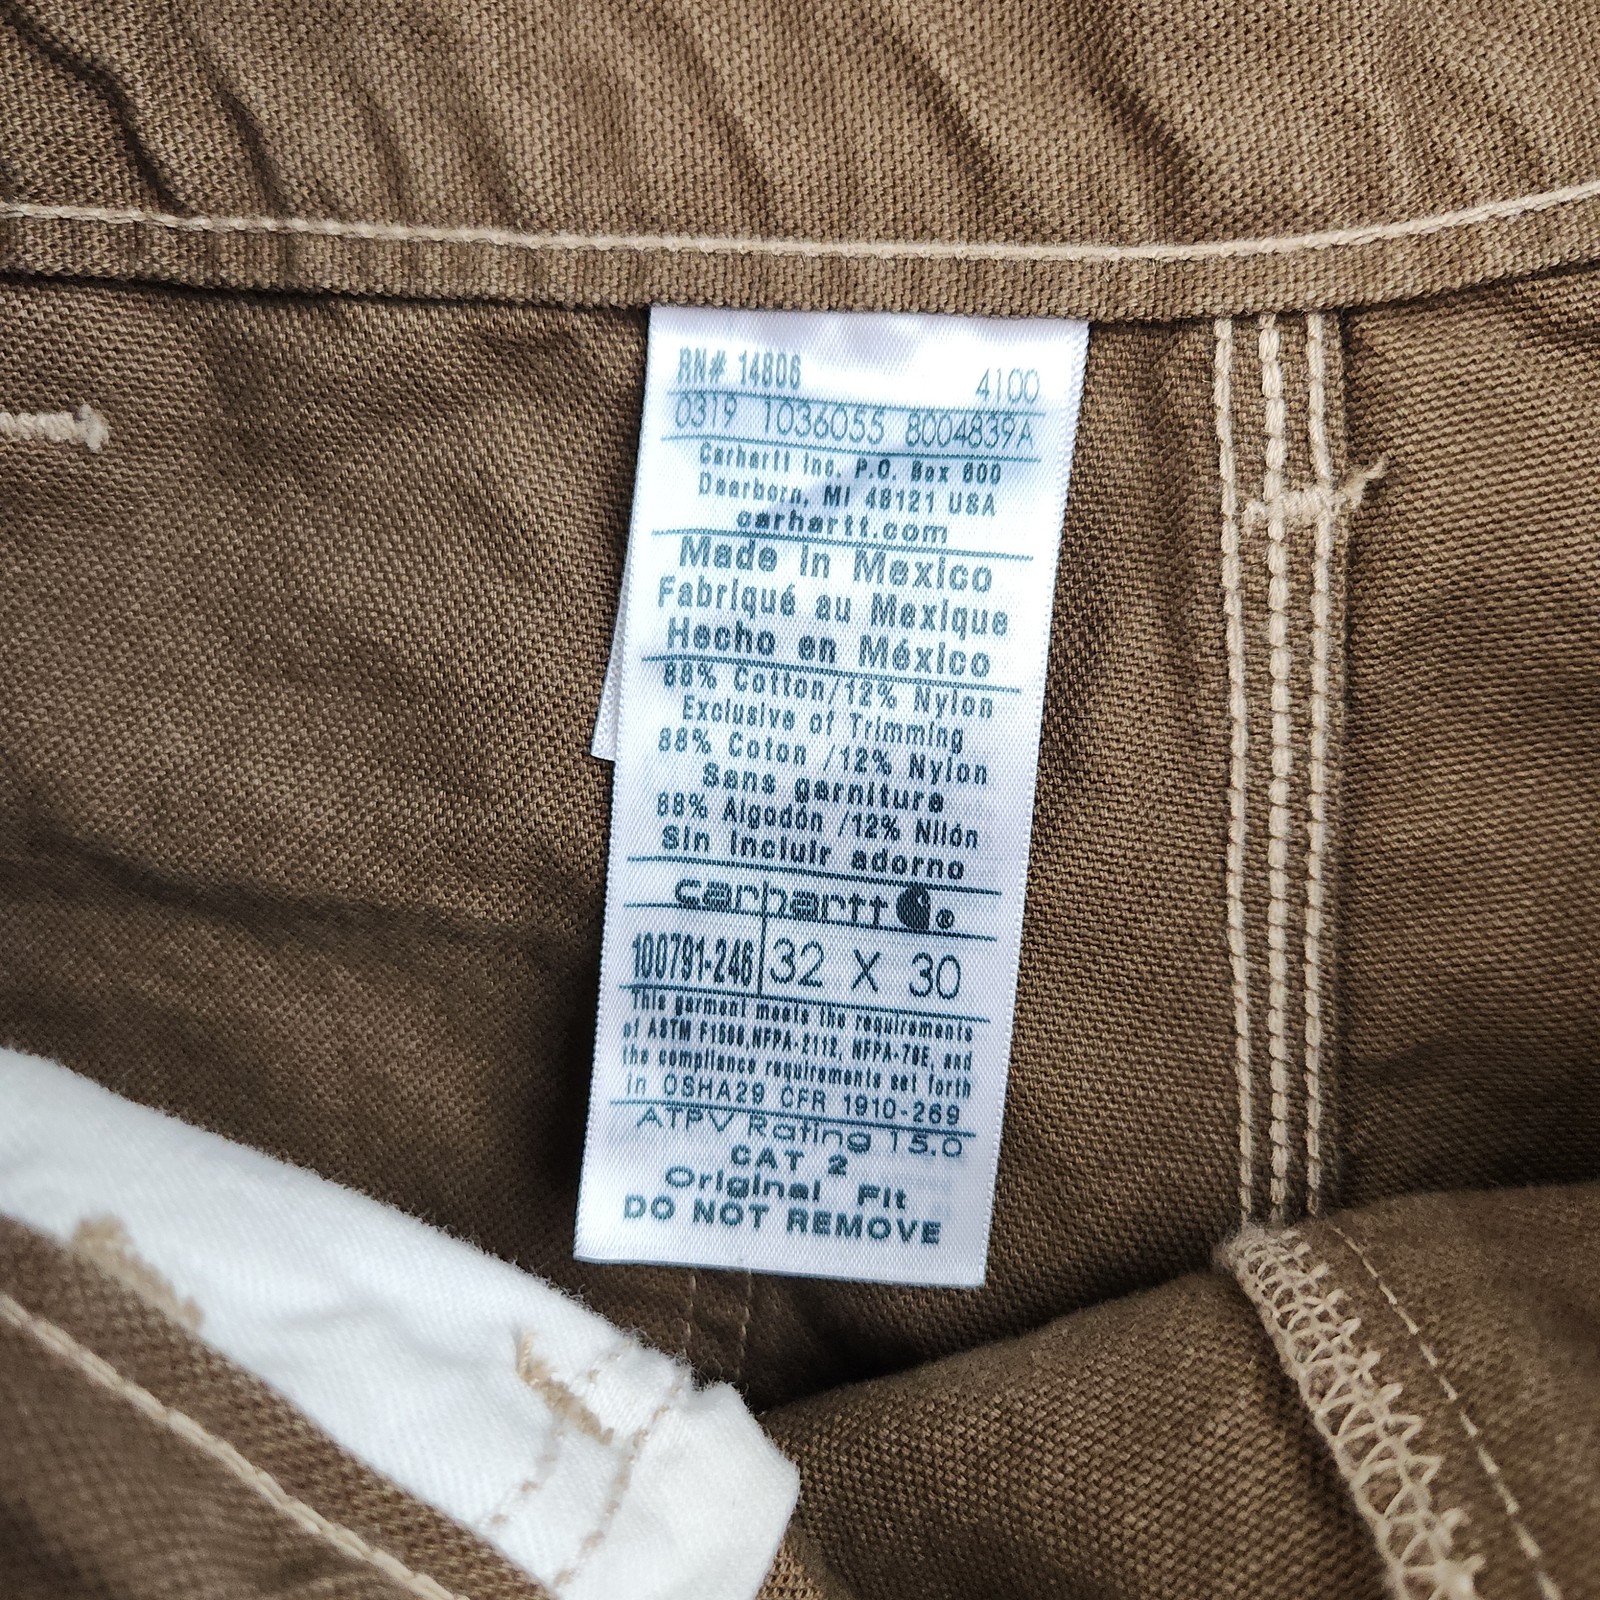 RN# 14806 4100
0319 1036055 8004839A
Carhartt Inc. P.O. Box 600
Dearborn, MI 48121 USA
carhartt.com
Made in Mexico
Fabriqué au Mexique
Hecho en México
88% Cotton/12% Nylon
Exclusive of Trimming
88% Coton /12% Nylon
Sans garniture
88% Algodón /12% Nilón
Sin incluir adorno
carhartt ®
100791-246 32 X 30
This garment meets the requirements
of ASTM F1506,NFPA-2112, NFPA-70E, and
the compliance requirements set forth
in OSHA29 CFR 1910-269
ATPV Rating 15.0
CAT 2
Original Fit
DO NOT REMOVE